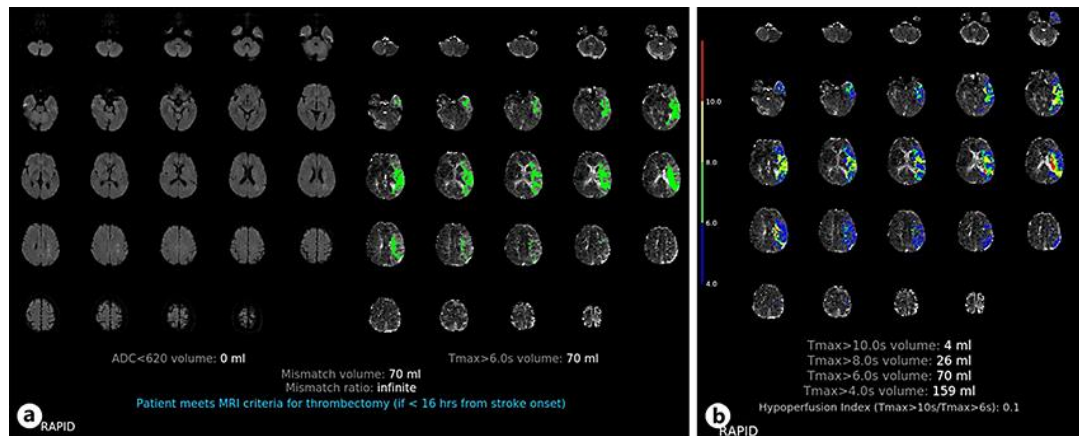 ADC<620 volume: 0 ml
Tmax>6.0s volume: 70 ml
Mismatch volume: 70 ml
Mismatch ratio: infinite
Patient meets MRI criteria for thrombectomy (if < 16 hrs from stroke onset)
a
RAPID
10.0
8.0
6.0
4.0
Tmax>10.0s volume: 4 ml
Tmax>8.0s volume: 26 ml
Tmax>6.0s volume: 70 ml
Tmax>4.0s volume: 159 ml
Hypoperfusion Index (Tmax>10s/Tmax>6s): 0.1
b
RAPID